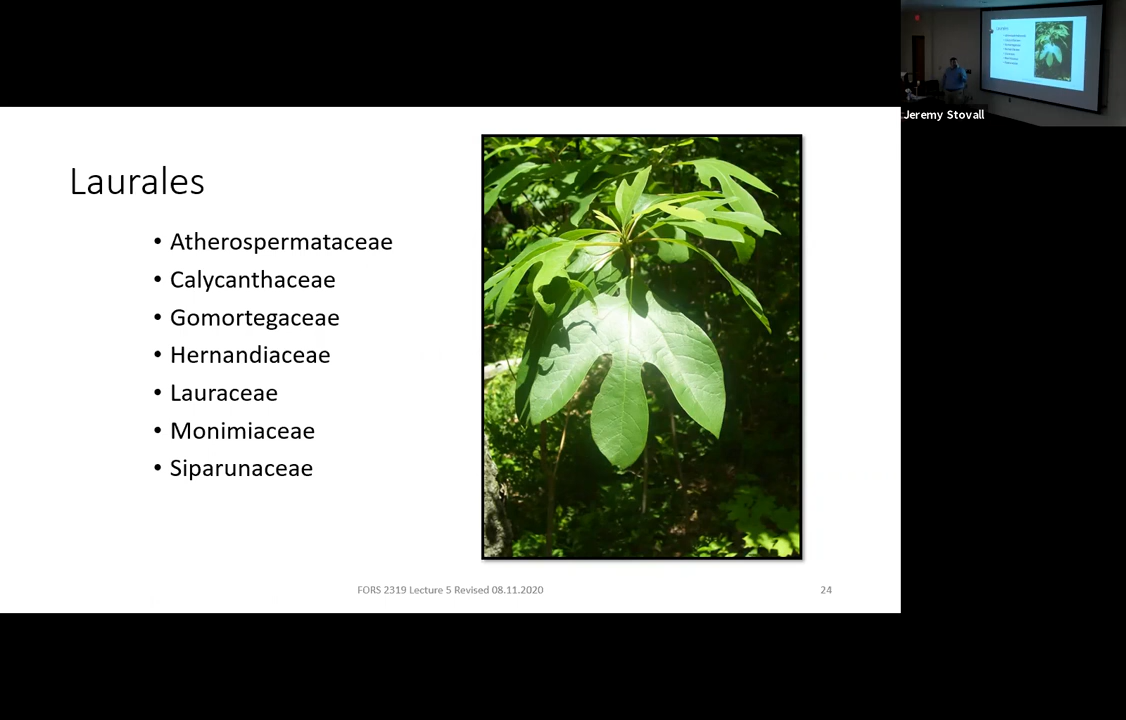 Laurales
• Atherospermataceae
• Calycanthaceae
• Gomortegaceae
• Hernandiaceae
• Lauraceae
• Monimiaceae
• Siparunaceae
FORS 2319 Lecture 5 Revised 08.11.2020
24
Jeremy Stovall